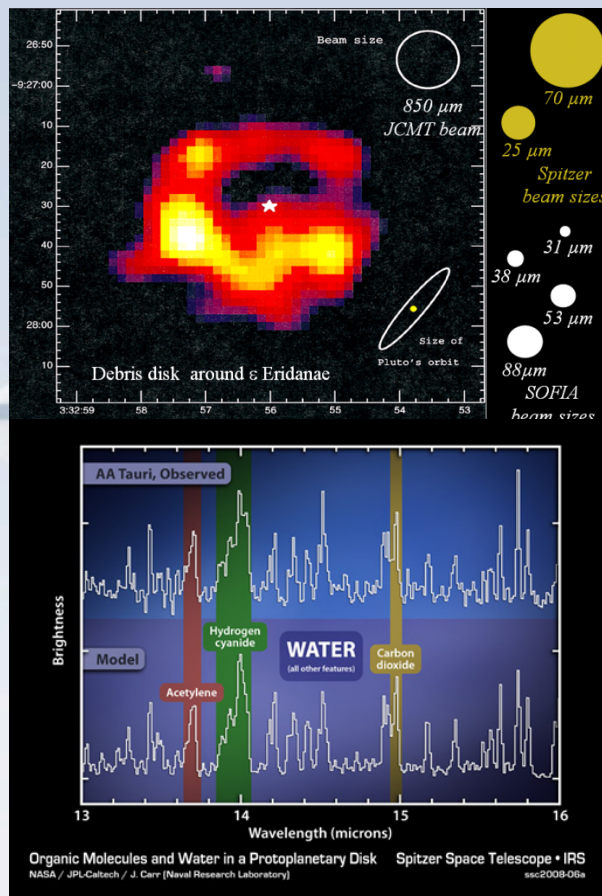 Beam size
850 µm
JCMT beam
70 µm
25 µm
Spitzer
beam sizes
31 µm
38 µm
53 µm
88µm
SOFIA
beam sizes
26:50
-9:27:00
10
20
30
40
50
28:00
10
Size of
Pluto's orbit
Debris disk around ε Eridanae
3:32:59
58
57
56
55
54
53
AA Tauri, Observed
Brightness
Hydrogen
cyanide
WATER
(all other features)
Carbon
dioxide
Model
Acetylene
13
14
15
16
Wavelength (microns)
Organic Molecules and Water in a Protoplanetary Disk
Spitzer Space Telescope • IRS
NASA / JPL-Caltech / J. Carr (Naval Research Laboratory)
ssc2008-06a